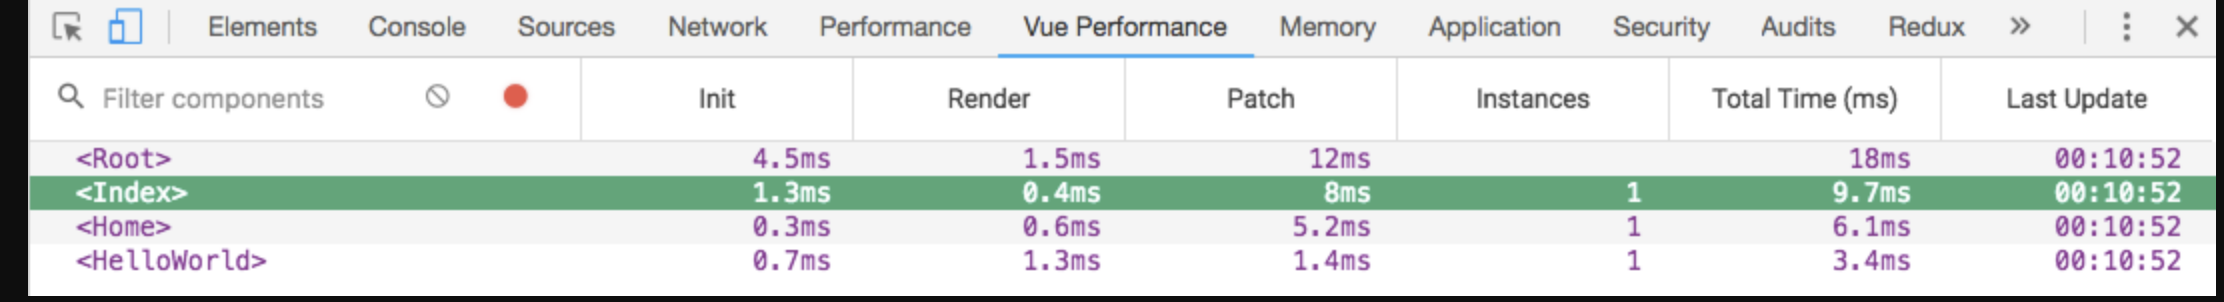 Elements Console Sources Network Performance Vue Performance Memory Application Security Audits Redux »
Filter components Init Render Patch Instances Total Time (ms) Last Update
<Root> 4.5ms 1.5ms 12ms 18ms 00:10:52
<Index> 1.3ms 0.4ms 8ms 1 9.7ms 00:10:52
<Home> 0.3ms 0.6ms 5.2ms 1 6.1ms 00:10:52
<HelloWorld> 0.7ms 1.3ms 1.4ms 1 3.4ms 00:10:52